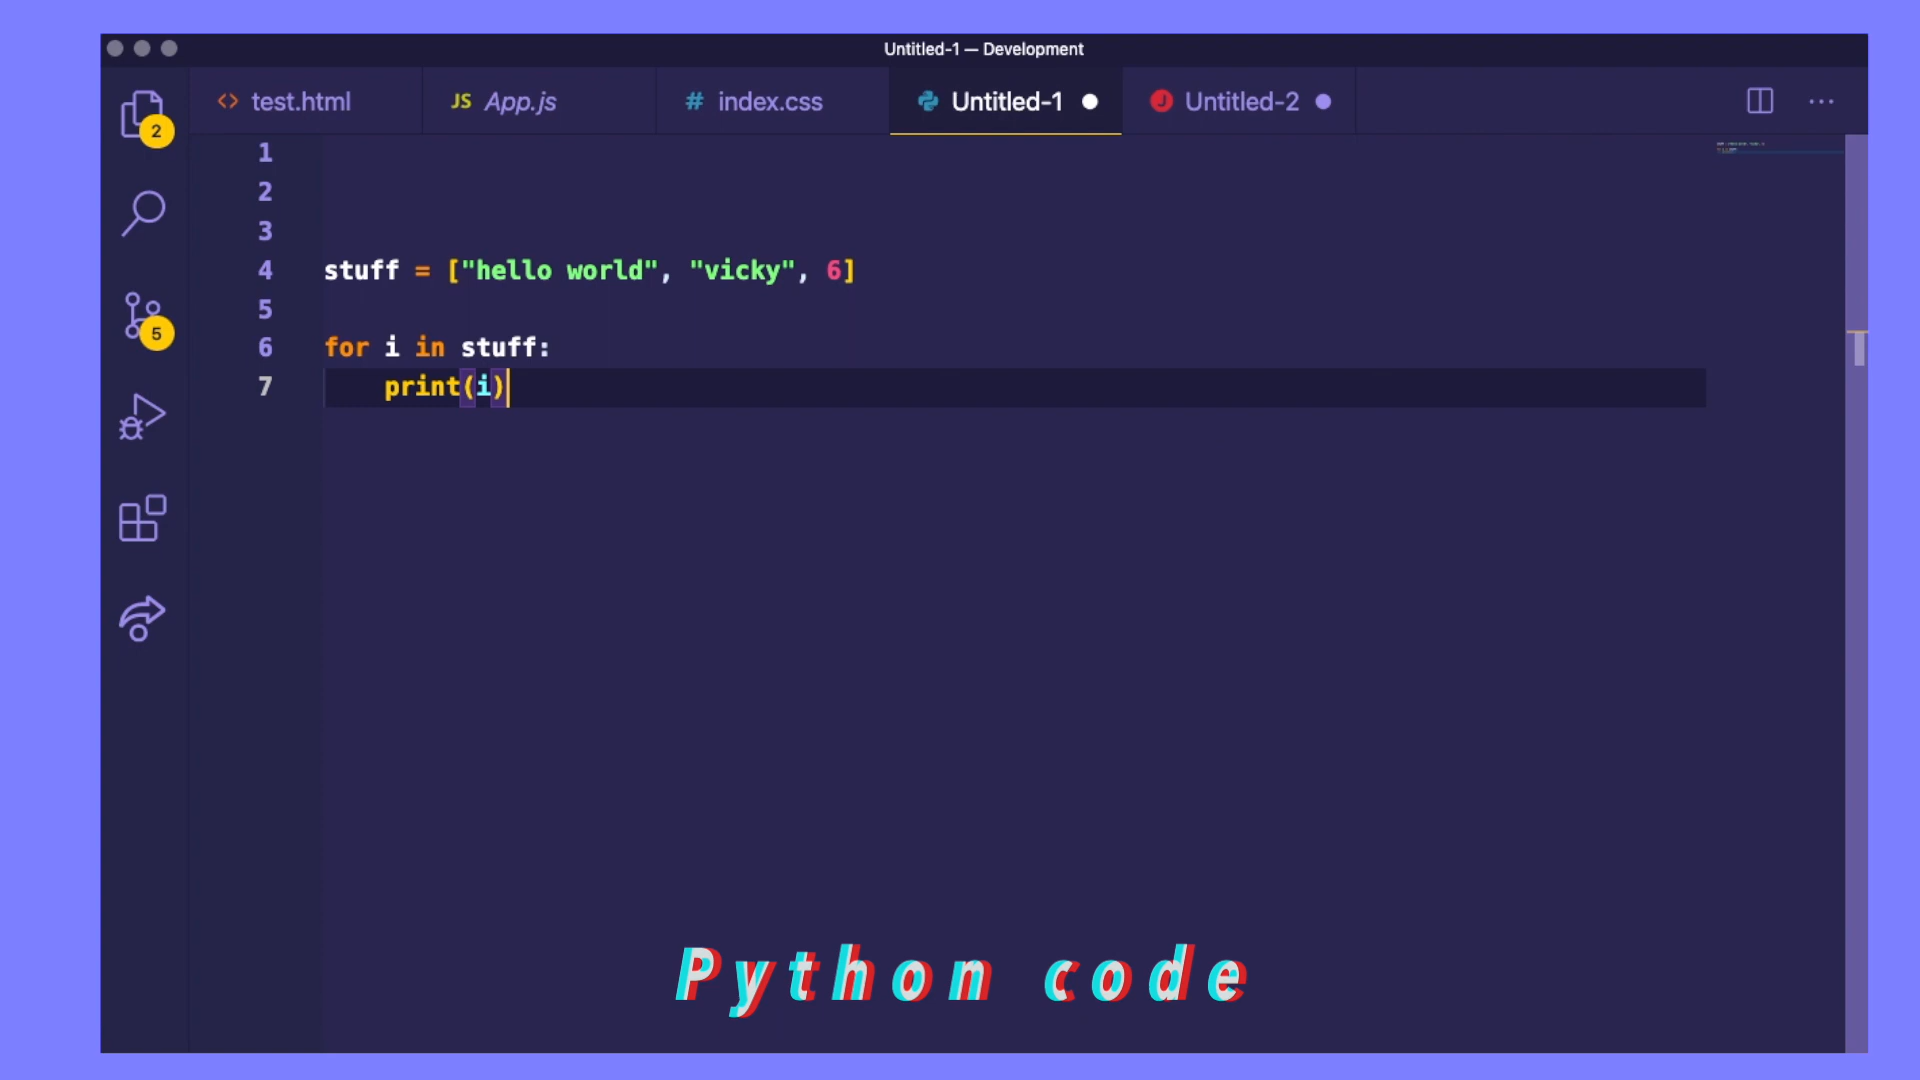 Untitled-1 — Development
<> test.html JS App.js # index.css Untitled-1 J Untitled-2 ...
2
5
1
2
3
4 stuff = ["hello world", "vicky", 6]
5
6 for i in stuff:
7 print(i)
Python code